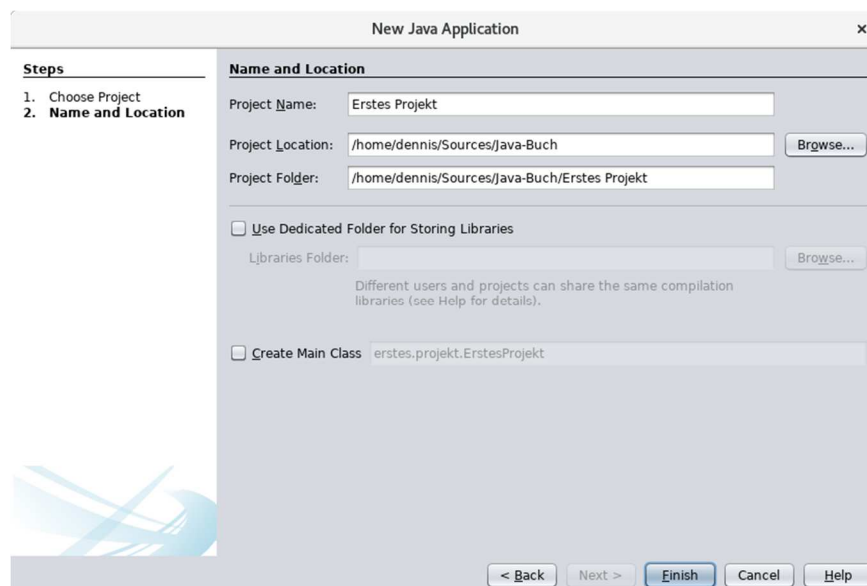 New Java Application
Steps
1. Choose Project
2. Name and Location
Name and Location
Project Name: Erstes Projekt
Project Location: /home/dennis/Sources/Java-Buch Browse...
Project Folder: /home/dennis/Sources/Java-Buch/Erstes Projekt
Use Dedicated Folder for Storing Libraries
Libraries Folder: Browse...
Different users and projects can share the same compilation
libraries (see Help for details).
Create Main Class erstes.projekt.ErstesProjekt
< Back Next > Finish Cancel Help